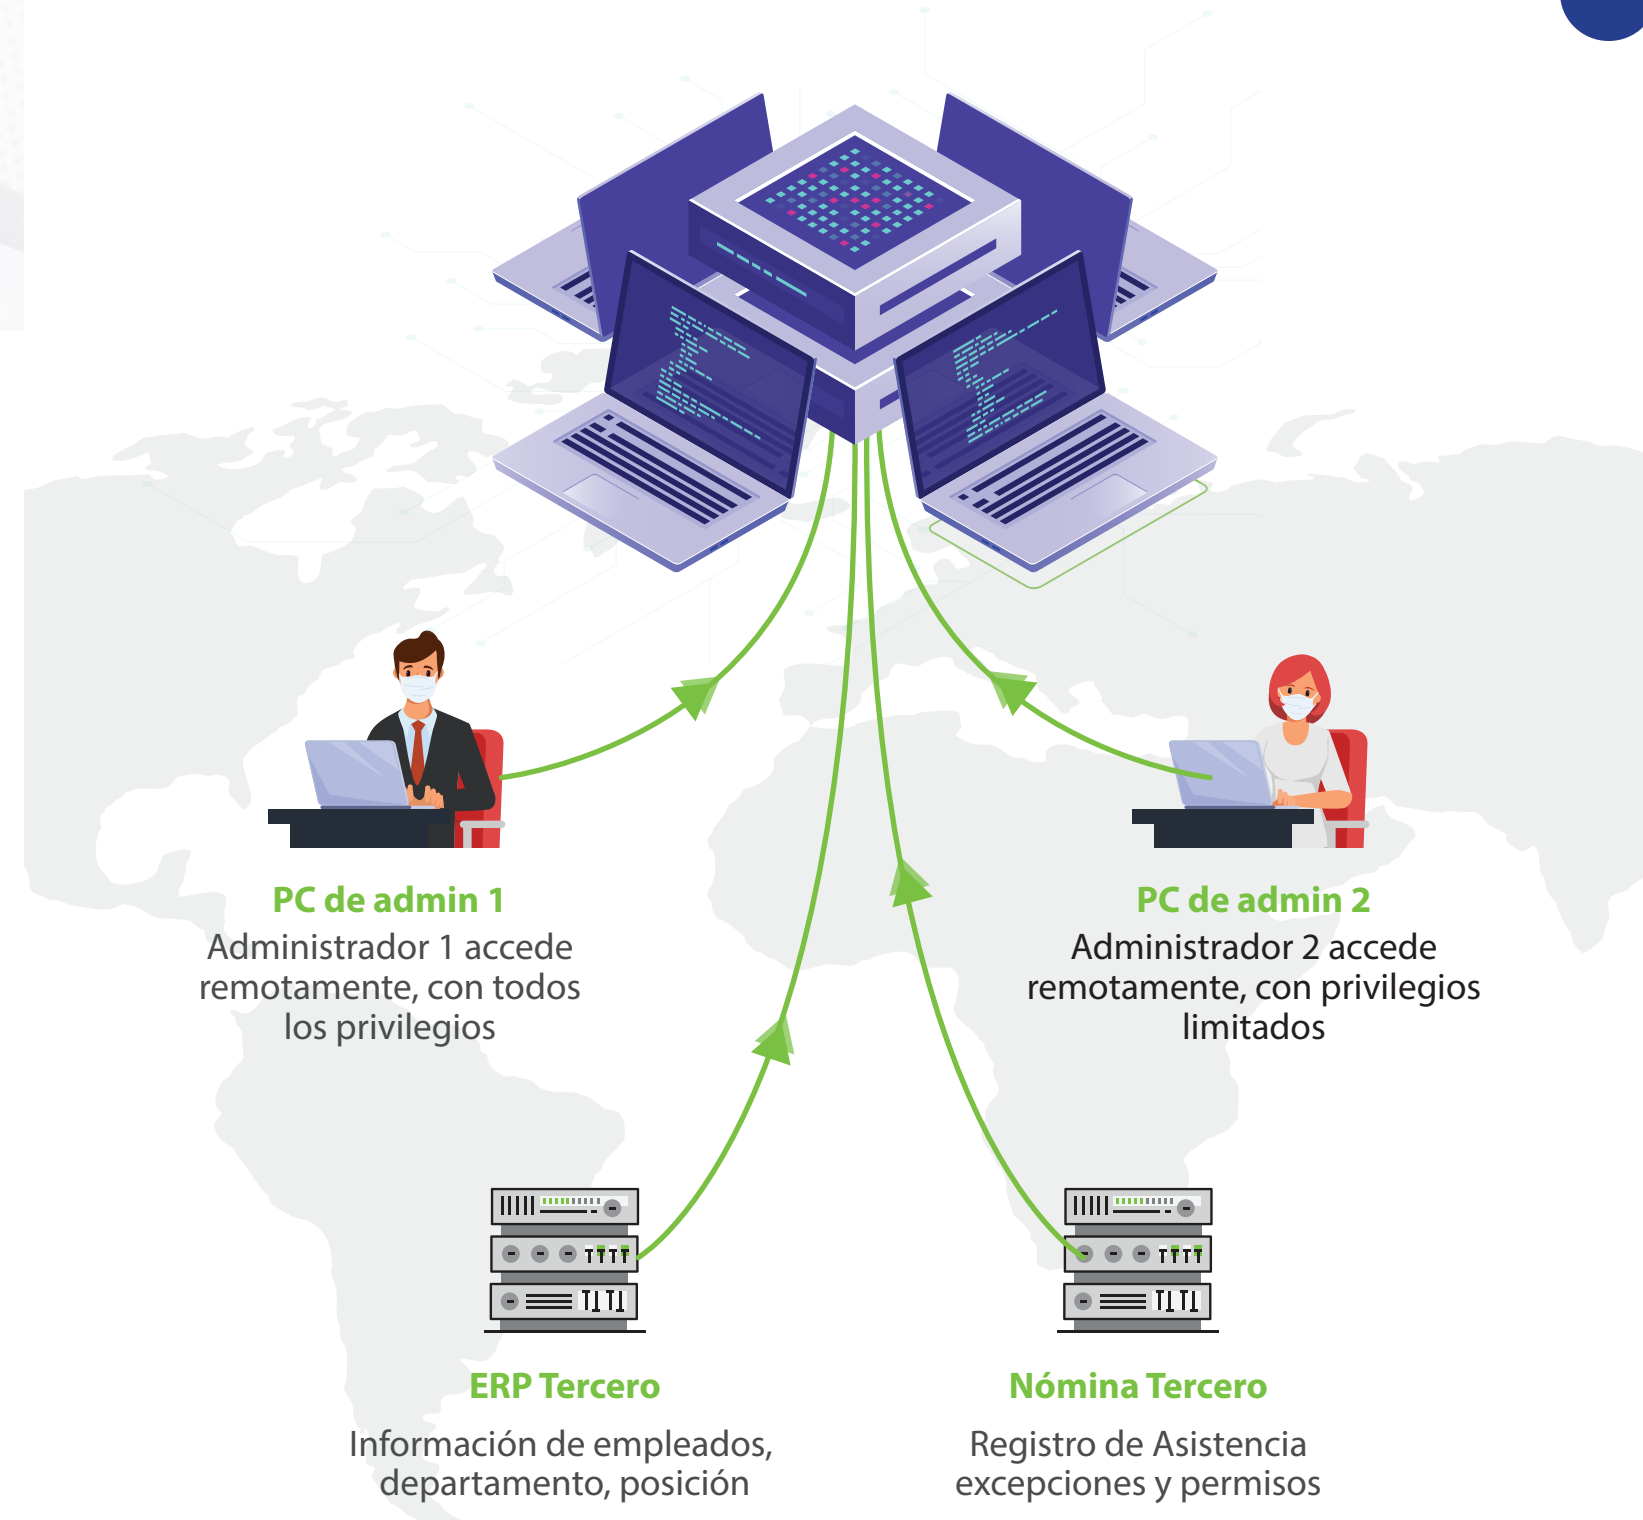 PC de admin 1
Administrador 1 accede
remotamente, con todos
los privilegios
PC de admin 2
Administrador 2 accede
remotamente, con privilegios
limitados
ERP Tercero
Información de empleados,
departamento, posición
Nómina Tercero
Registro de Asistencia
excepciones y permisos